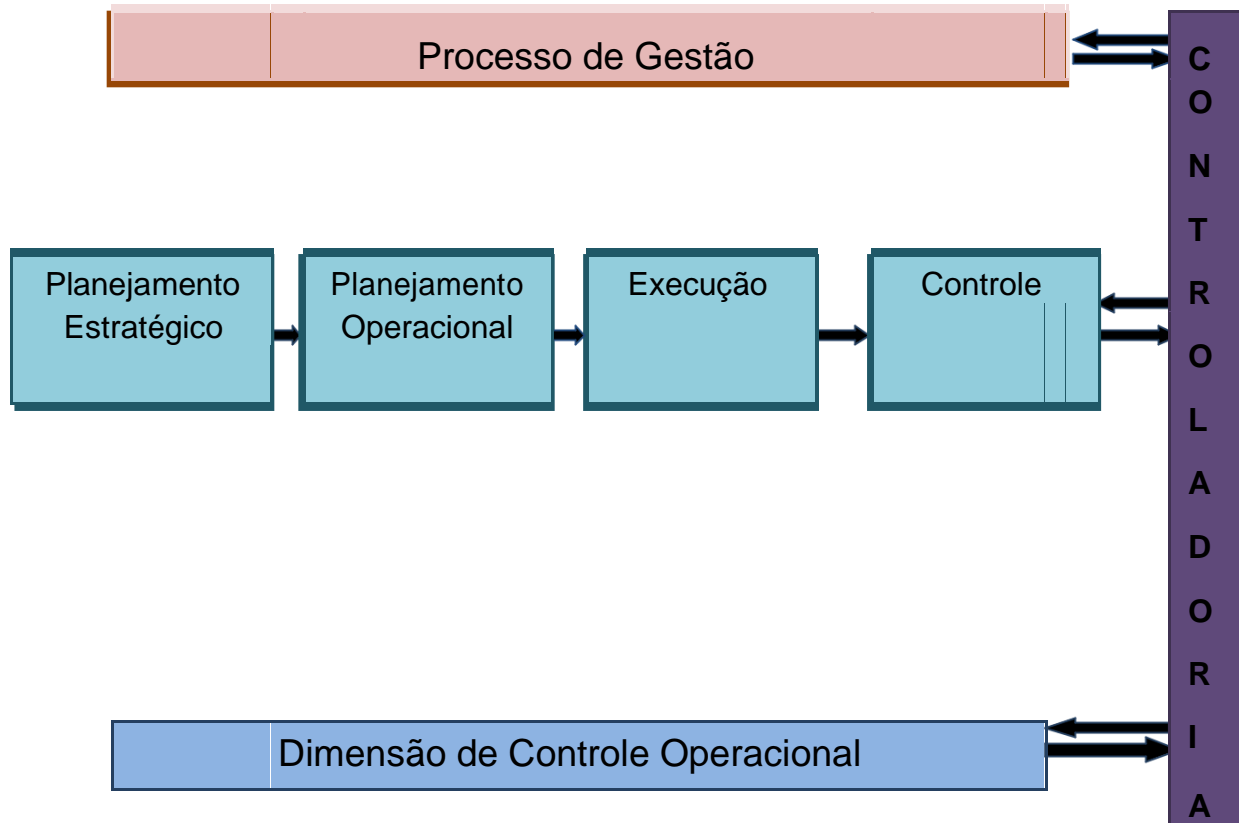 Processo de Gestão
Planejamento
Estratégico
Planejamento
Operacional
Execução
Controle
Dimensão de Controle Operacional
C
O
N
T
R
O
L
A
D
O
R
I
A